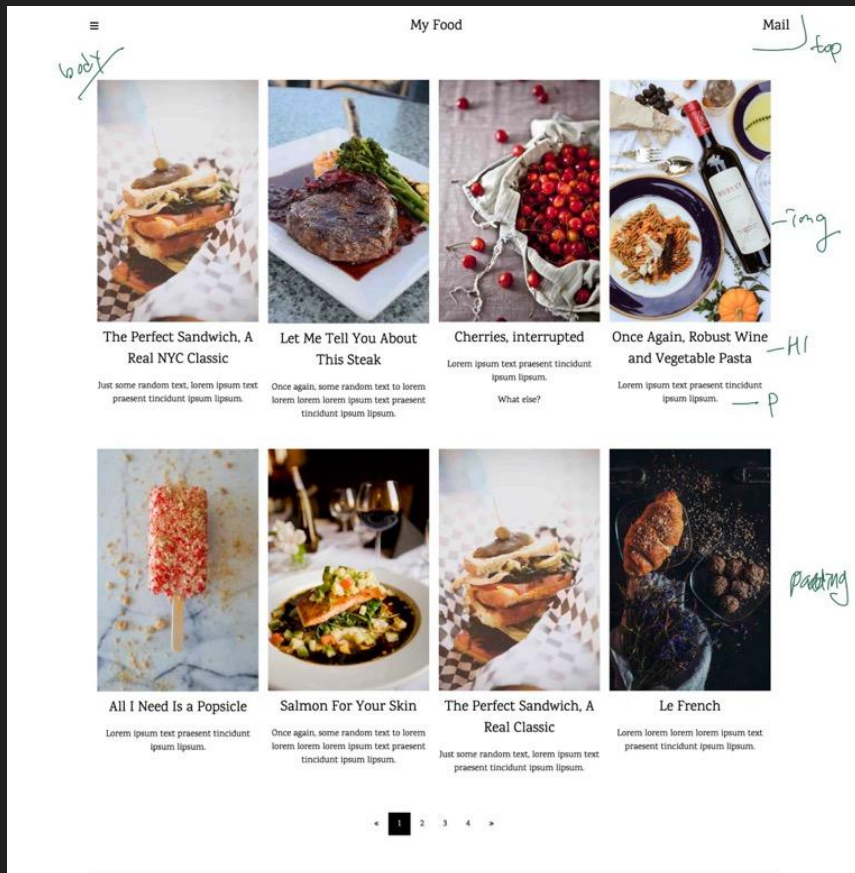 ≡ My Food Mail
top
body
img
The Perfect Sandwich, A
Real NYC Classic
Just some random text, lorem ipsum text
praesent tincidunt ipsum lipsum.
Let Me Tell You About
This Steak
Once again, some random text to lorem
lorem lorem lorem ipsum text praesent
tincidunt ipsum lipsum.
Cherries, interrupted
Lorem ipsum text praesent tincidunt
ipsum lipsum.
What else?
Once Again, Robust Wine
and Vegetable Pasta
Lorem ipsum text praesent tincidunt
ipsum lipsum.
H1
P
padding
All I Need Is a Popsicle
Lorem ipsum text praesent tincidunt
ipsum lipsum.
Salmon For Your Skin
Once again, some random text to lorem
lorem lorem lorem ipsum text praesent
tincidunt ipsum lipsum.
The Perfect Sandwich, A
Real Classic
Just some random text, lorem ipsum text
praesent tincidunt ipsum lipsum.
Le French
Lorem lorem lorem lorem ipsum text
praesent tincidunt ipsum lipsum.
« 1 2 3 4 »